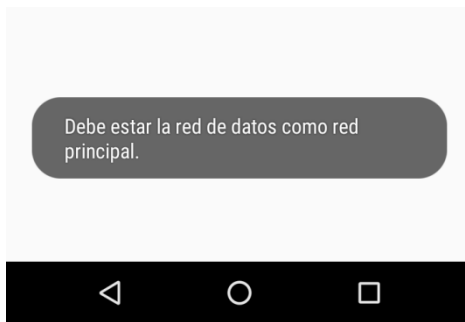 Debe estar la red de datos como red
principal.